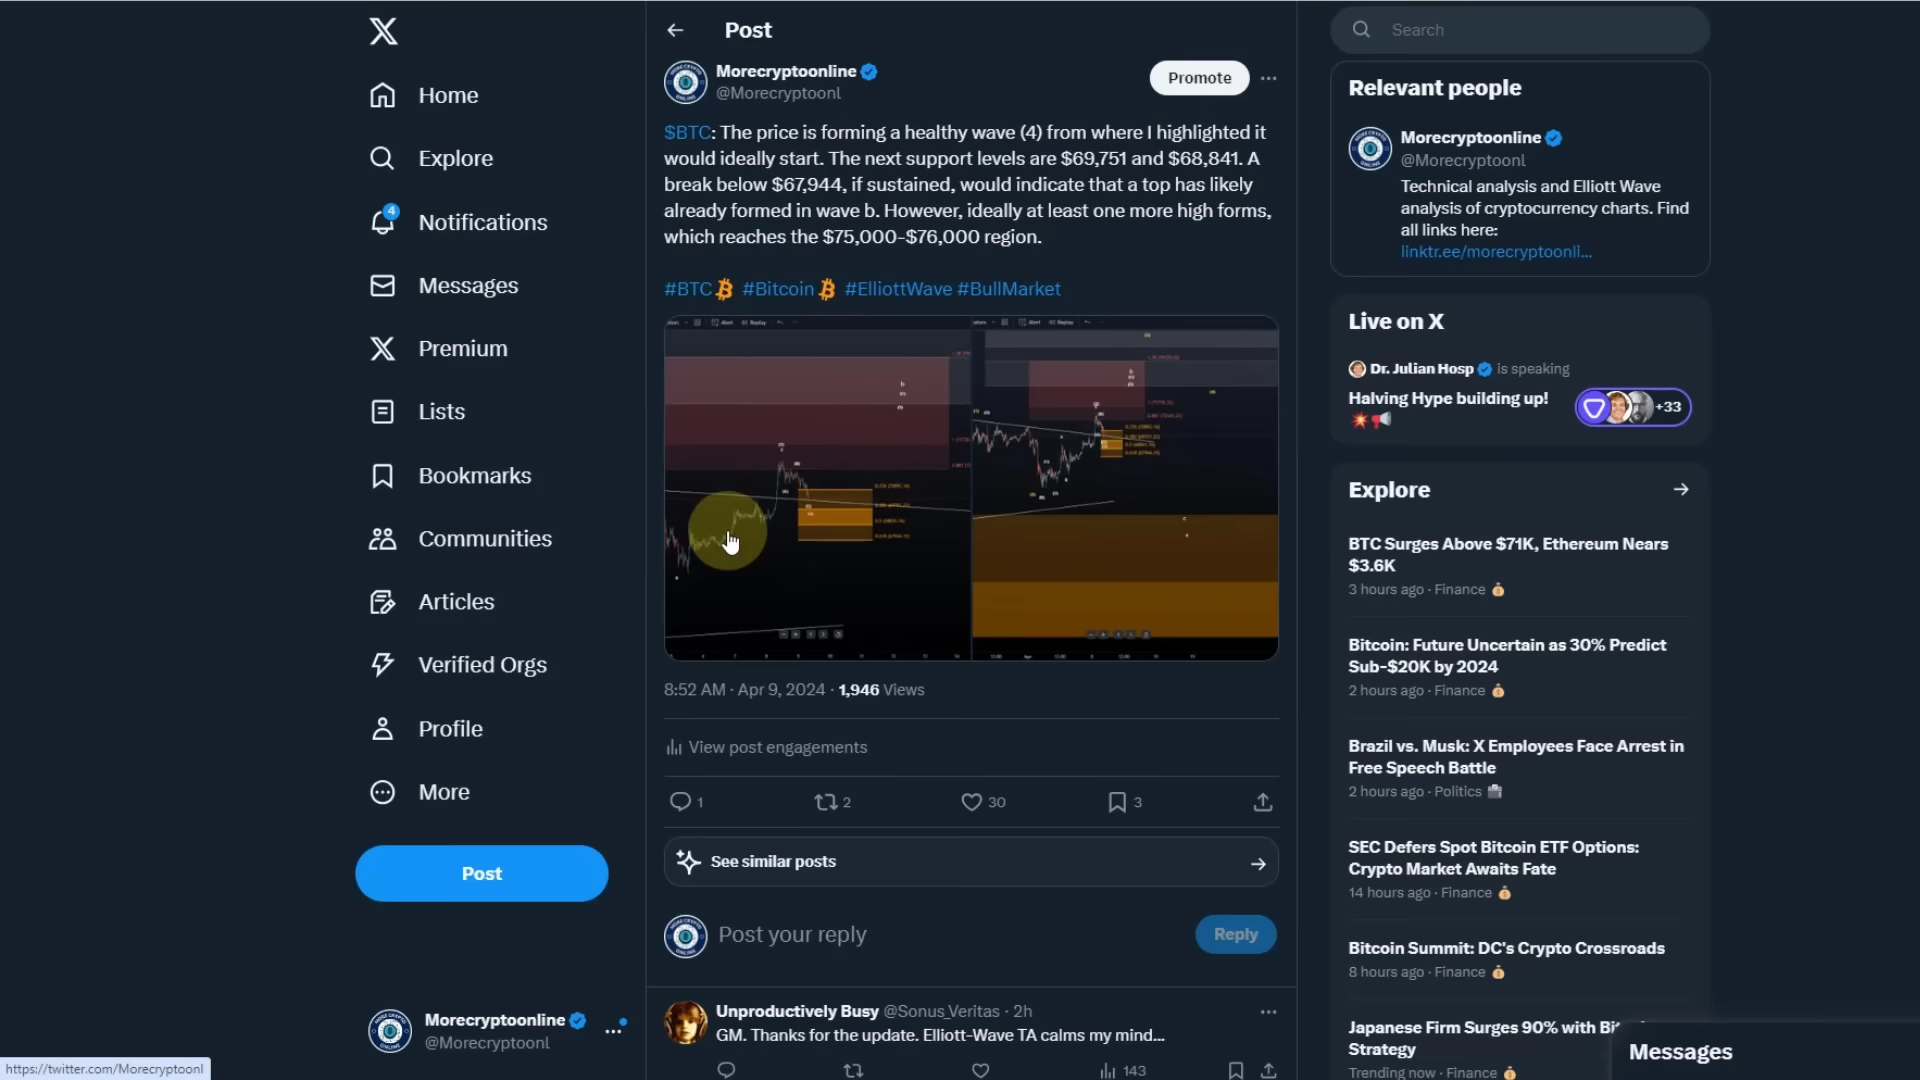 Post
Search
Home
Explore
Notifications
4
Messages
Premium
Lists
Bookmarks
Communities
Articles
Verified Orgs
Profile
More
Post
Morecryptoonline
@Morecryptoonl
https://twitter.com/Morecryptoonl
Morecryptoonline
@Morecryptoonl
Promote
$BTC: The price is forming a healthy wave (4) from where I highlighted it
would ideally start. The next support levels are $69,751 and $68,841. A
break below $67,944, if sustained, would indicate that a top has likely
already formed in wave b. However, ideally at least one more high forms,
which reaches the $75,000-$76,000 region.
#BTC #Bitcoin #ElliottWave #BullMarket
Alert Replay
Alert Replay
8:52 AM · Apr 9, 2024 · 1,946 Views
View post engagements
1 2 30 3
See similar posts
Post your reply
Reply
Unproductively Busy @Sonus_Veritas · 2h
GM. Thanks for the update. Elliott-Wave TA calms my mind...
143
Relevant people
Morecryptoonline
@Morecryptoonl
Technical analysis and Elliott Wave
analysis of cryptocurrency charts. Find
all links here:
linktr.ee/morecryptoonli...
Live on X
Dr. Julian Hosp is speaking
Halving Hype building up!
+33
Explore
BTC Surges Above $71K, Ethereum Nears
$3.6K
3 hours ago · Finance
Bitcoin: Future Uncertain as 30% Predict
Sub-$20K by 2024
2 hours ago · Finance
Brazil vs. Musk: X Employees Face Arrest in
Free Speech Battle
2 hours ago · Politics
SEC Defers Spot Bitcoin ETF Options:
Crypto Market Awaits Fate
14 hours ago · Finance
Bitcoin Summit: DC's Crypto Crossroads
8 hours ago · Finance
Japanese Firm Surges 90% with
Strategy
Trending now · Finance
Messages